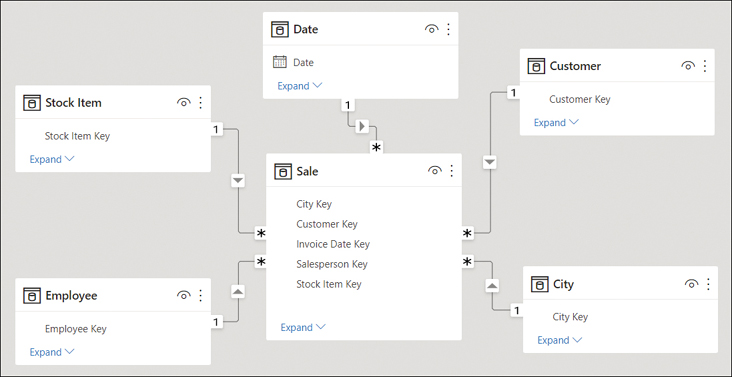 Date
Date
Expand
1
*
Stock Item
Stock Item Key
Expand
1
*
Customer
Customer Key
Expand
1
*
Sale
City Key
Customer Key
Invoice Date Key
Salesperson Key
Stock Item Key
Expand
Employee
Employee Key
Expand
1
*
City
City Key
Expand
1
*